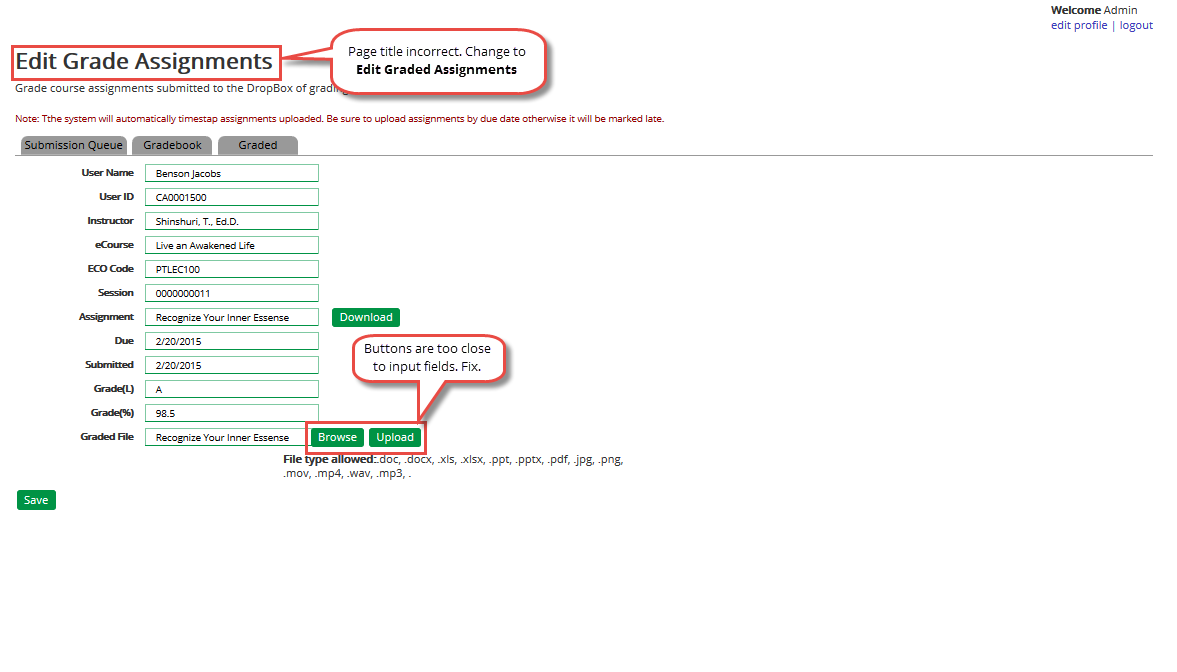 Welcome Admin
edit profile | logout
Edit Grade Assignments
Page title incorrect. Change to
Edit Graded Assignments
Grade course assignments submitted to the DropBox of grading
Note: Tthe system will automatically timestap assignments uploaded. Be sure to upload assignments by due date otherwise it will be marked late.
Submission Queue Gradebook Graded
User Name Benson Jacobs
User ID CA0001500
Instructor Shinshuri, T., Ed.D.
eCourse Live an Awakened Life
ECO Code PTLEC100
Session 0000000011
Assignment Recognize Your Inner Essense Download
Due 2/20/2015
Buttons are too close
to input fields. Fix.
Submitted 2/20/2015
Grade(L) A
Grade(%) 98.5
Graded File Recognize Your Inner Essense Browse Upload
File type allowed:.doc, .docx, .xls, .xlsx, .ppt, .pptx, .pdf, .jpg, .png,
.mov, .mp4, .wav, .mp3, .
Save